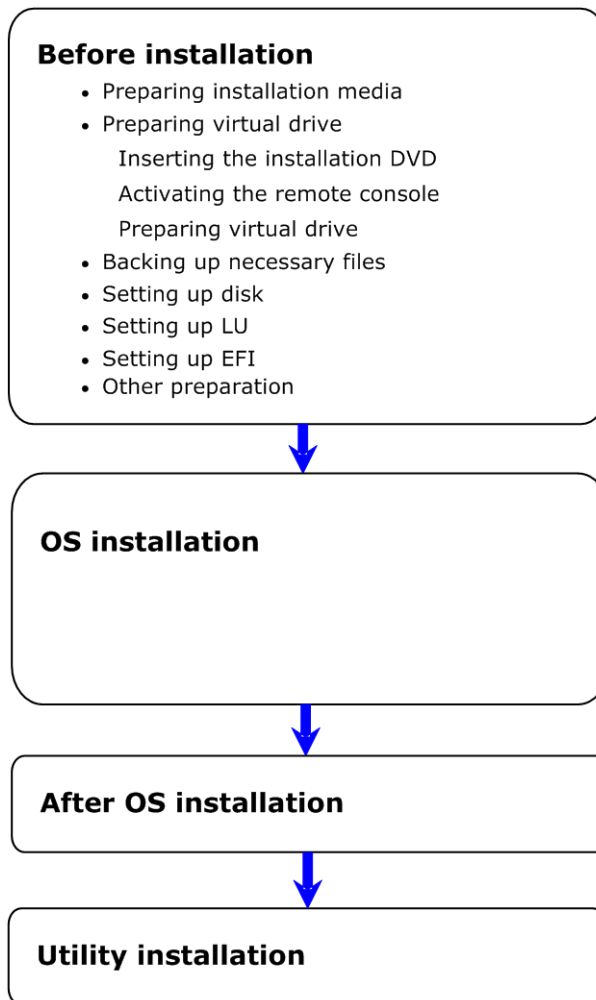 Before installation
• Preparing installation media
• Preparing virtual drive
Inserting the installation DVD
Activating the remote console
Preparing virtual drive
• Backing up necessary files
• Setting up disk
• Setting up LU
• Setting up EFI
• Other preparation
OS installation
After OS installation
Utility installation